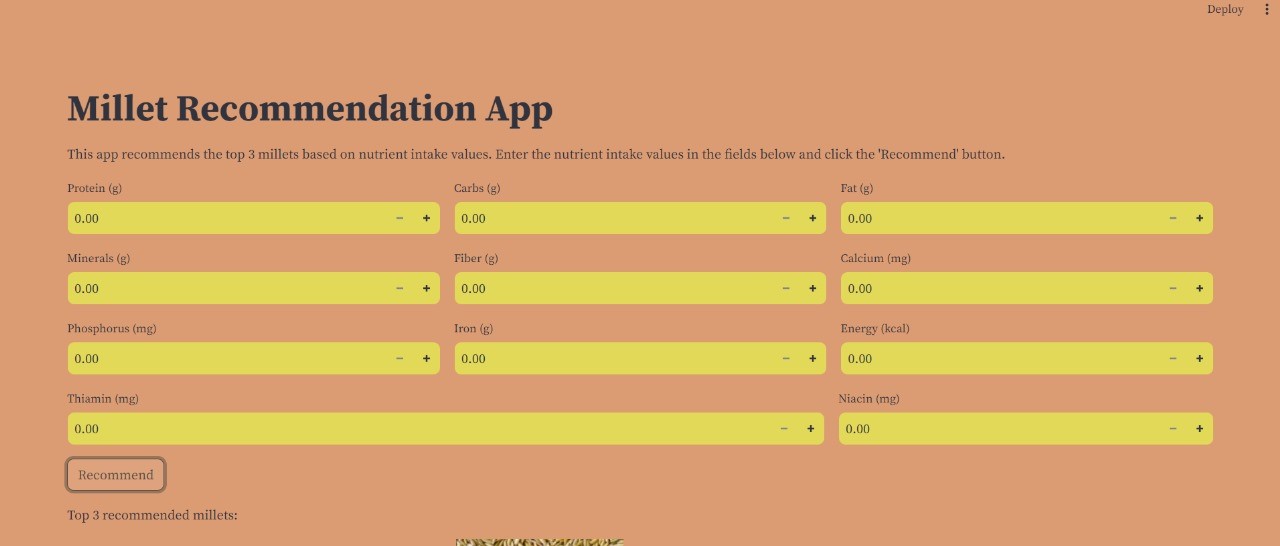 Deploy
Millet Recommendation App
This app recommends the top 3 millets based on nutrient intake values. Enter the nutrient intake values in the fields below and click the 'Recommend' button.
Protein (g) Carbs (g) Fat (g)
0.00 − + 0.00 − + 0.00 − +
Minerals (g) Fiber (g) Calcium (mg)
0.00 − + 0.00 − + 0.00 − +
Phosphorus (mg) Iron (g) Energy (kcal)
0.00 − + 0.00 − + 0.00 − +
Thiamin (mg) Niacin (mg)
0.00 − + 0.00 − +
Recommend
Top 3 recommended millets: